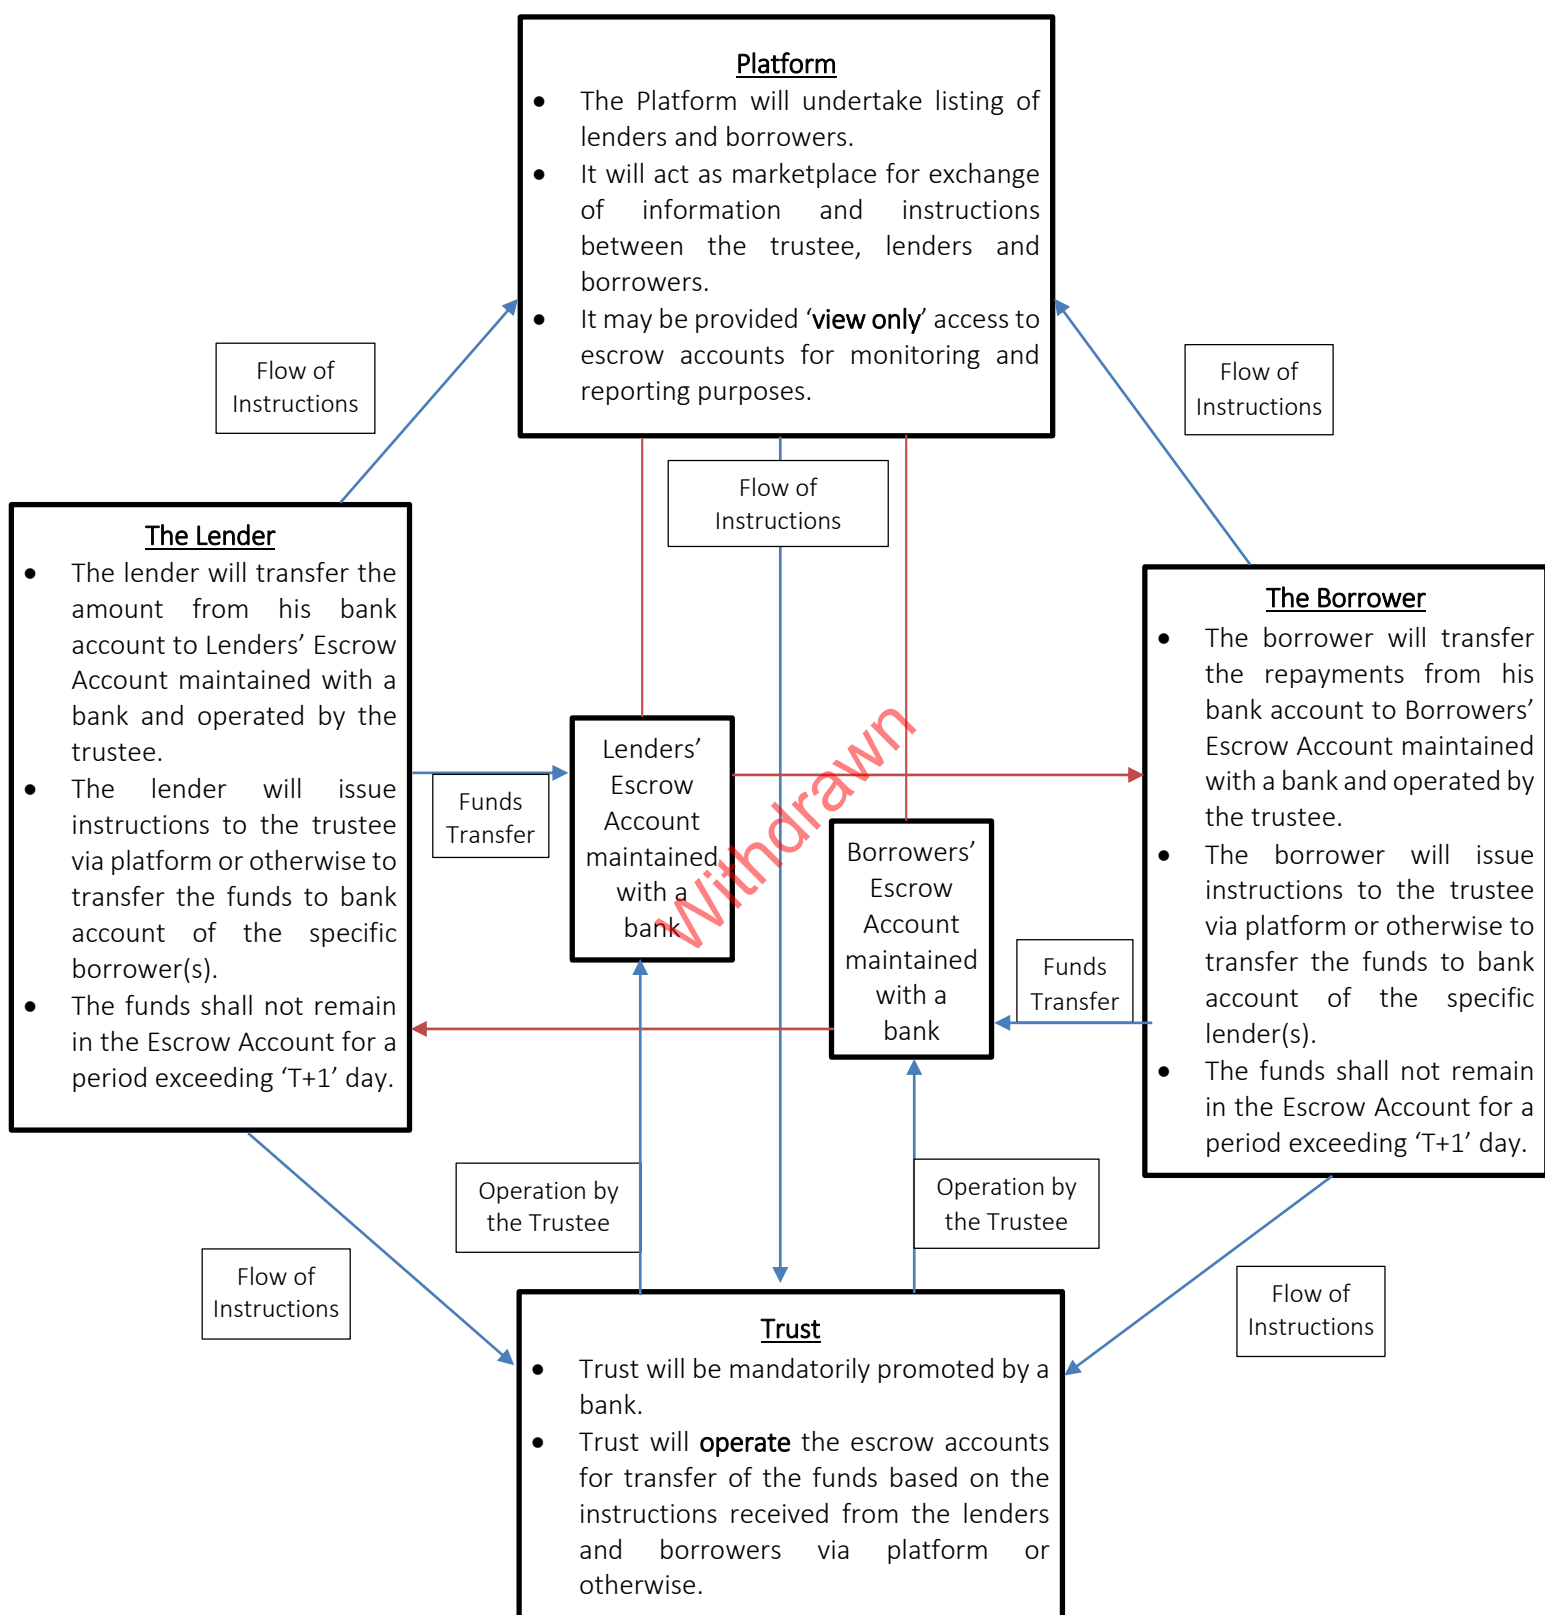 Platform
• The Platform will undertake listing of
lenders and borrowers.
• It will act as marketplace for exchange
of information and instructions
between the trustee, lenders and
borrowers.
• It may be provided ‘view only’ access to
escrow accounts for monitoring and
reporting purposes.
Flow of
Instructions
Flow of
Instructions
Flow of
Instructions
The Lender
• The lender will transfer the
amount from his bank
account to Lenders’ Escrow
Account maintained with a
bank and operated by the
trustee.
• The lender will issue
instructions to the trustee
via platform or otherwise to
transfer the funds to bank
account of the specific
borrower(s).
• The funds shall not remain
in the Escrow Account for a
period exceeding ‘T+1’ day.
Funds
Transfer
Lenders’
Escrow
Account
maintained
with a
bank
Withdrawn
Borrowers’
Escrow
Account
maintained
with a
bank
Funds
Transfer
The Borrower
• The borrower will transfer
the repayments from his
bank account to Borrowers’
Escrow Account maintained
with a bank and operated by
the trustee.
• The borrower will issue
instructions to the trustee
via platform or otherwise to
transfer the funds to bank
account of the specific
lender(s).
• The funds shall not remain
in the Escrow Account for a
period exceeding ‘T+1’ day.
Operation by
the Trustee
Operation by
the Trustee
Flow of
Instructions
Flow of
Instructions
Trust
• Trust will be mandatorily promoted by a
bank.
• Trust will operate the escrow accounts
for transfer of the funds based on the
instructions received from the lenders
and borrowers via platform or
otherwise.